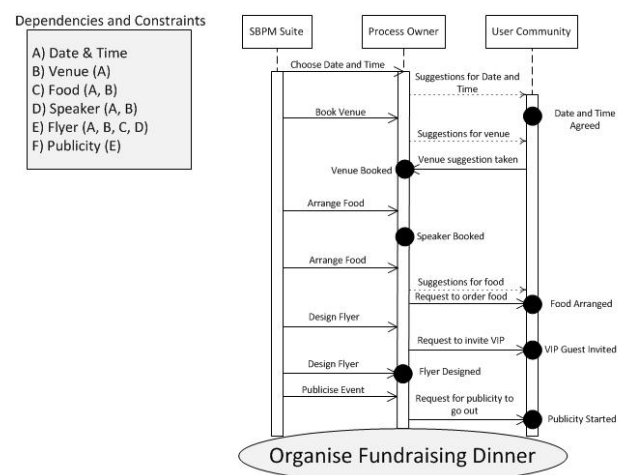 Dependencies and Constraints
A) Date & Time
B) Venue (A)
C) Food (A, B)
D) Speaker (A, B)
E) Flyer (A, B, C, D)
F) Publicity (E)
SBPM Suite
Process Owner
User Community
Choose Date and Time
Suggestions for Date and
Time
Book Venue
Date and Time
Agreed
Suggestions for venue
Venue suggestion taken
Venue Booked
Arrange Food
Speaker Booked
Arrange Food
Suggestions for food
Request to order food
Food Arranged
Design Flyer
Request to invite VIP
VIP Guest Invited
Design Flyer
Flyer Designed
Publicise Event
Request for publicity to
go out
Publicity Started
Organise Fundraising Dinner